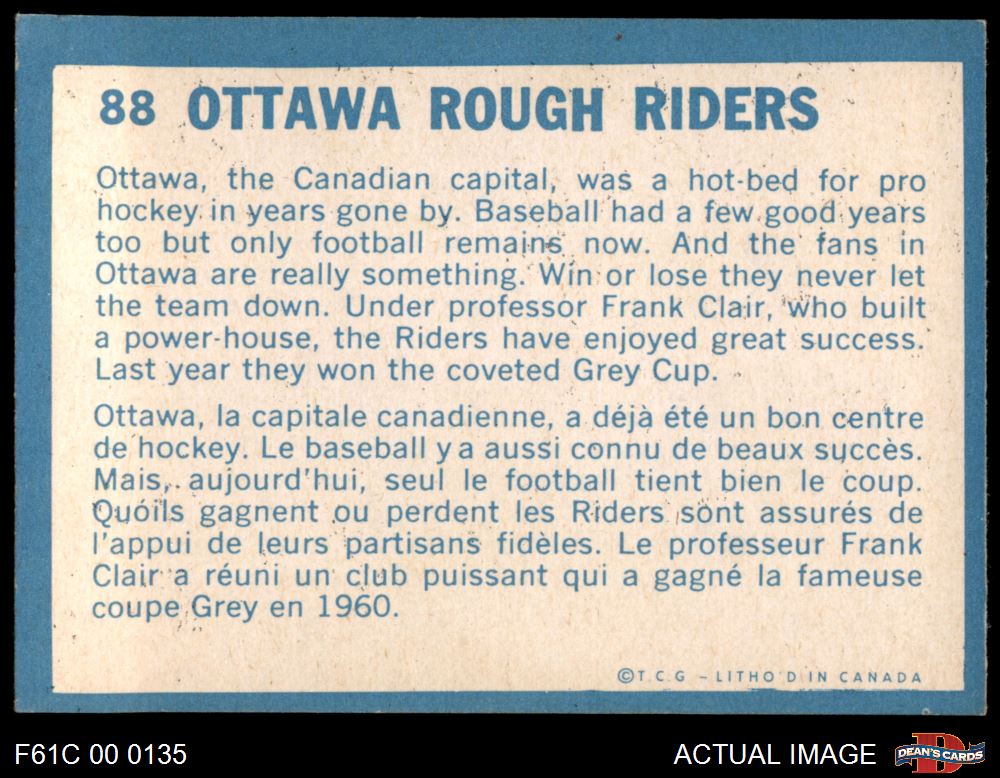 88 OTTAWA ROUGH RIDERS
Ottawa, the Canadian capital, was a hot-bed for pro
hockey in years gone by. Baseball had a few good years
too but only football remains now. And the fans in
Ottawa are really something. Win or lose they never let
the team down. Under professor Frank Clair, who built
a power-house, the Riders have enjoyed great success.
Last year they won the coveted Grey Cup.
Ottawa, la capitale canadienne, a déjà été un bon centre
de hockey. Le baseball y a aussi connu de beaux succès.
Mais, aujourd'hui, seul le football tient bien le coup.
Quóils gagnent ou perdent les Riders sont assurés de
l'appui de leurs partisans fidèles. Le professeur Frank
Clair a réuni un club puissant qui a gagné la fameuse
coupe Grey en 1960.
©T.C.G – LITHO'D IN CANADA
F61C 00 0135
ACTUAL IMAGE
DEAN'S CARDS